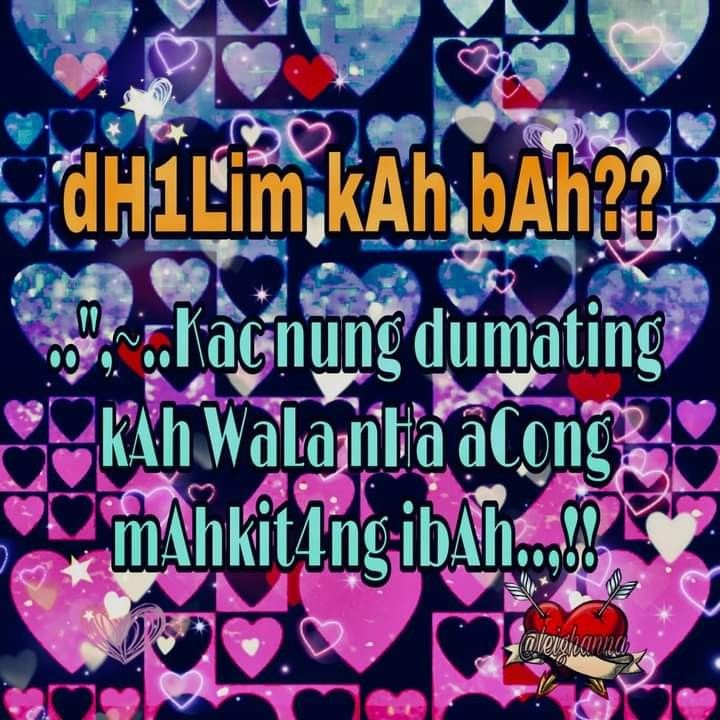 dH1Lim kAh bAh??
..",~..Kac nung dumating
kAh WaLa nHa aCong
mAhkit4ng ibAh..,!!
@leighanna